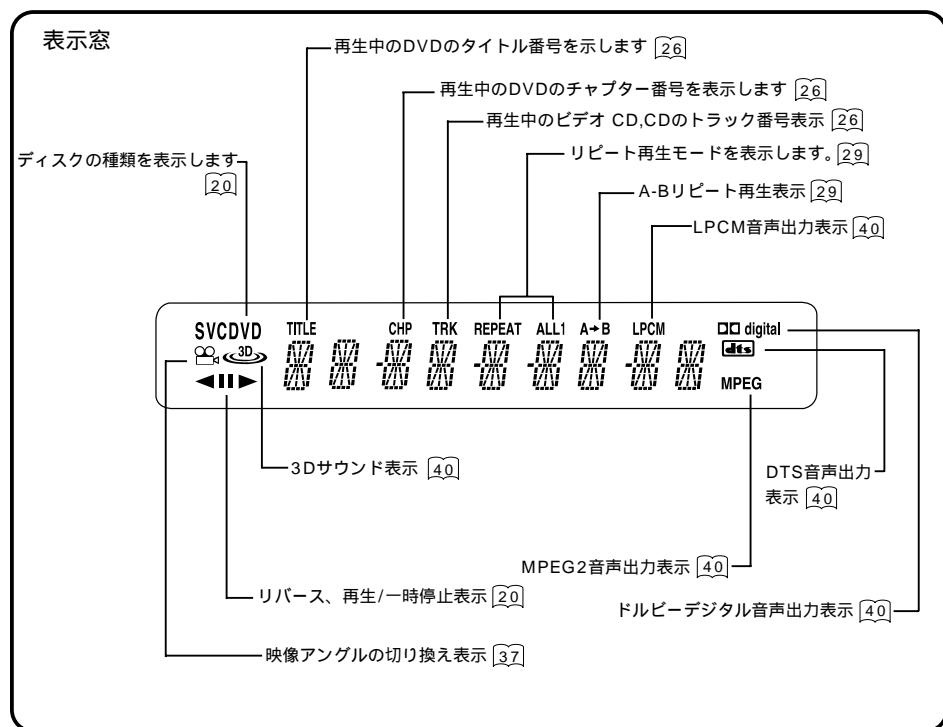 表示窓
再生中のDVDのタイトル番号を示します 26
再生中のDVDのチャプター番号を表示します 26
再生中のビデオ CD,CDのトラック番号表示 26
リピート再生モードを表示します。29
ディスクの種類を表示します
20
A-Bリピート再生表示 29
LPCM音声出力表示 40
SVCDVD TITLE CHP TRK REPEAT ALL1 A→B LPCM digital
3D
dts
MPEG
3Dサウンド表示 40
DTS音声出力
表示 40
MPEG2音声出力表示 40
リバース、再生/一時停止表示 20
ドルビーデジタル音声出力表示 40
映像アングルの切り換え表示 37